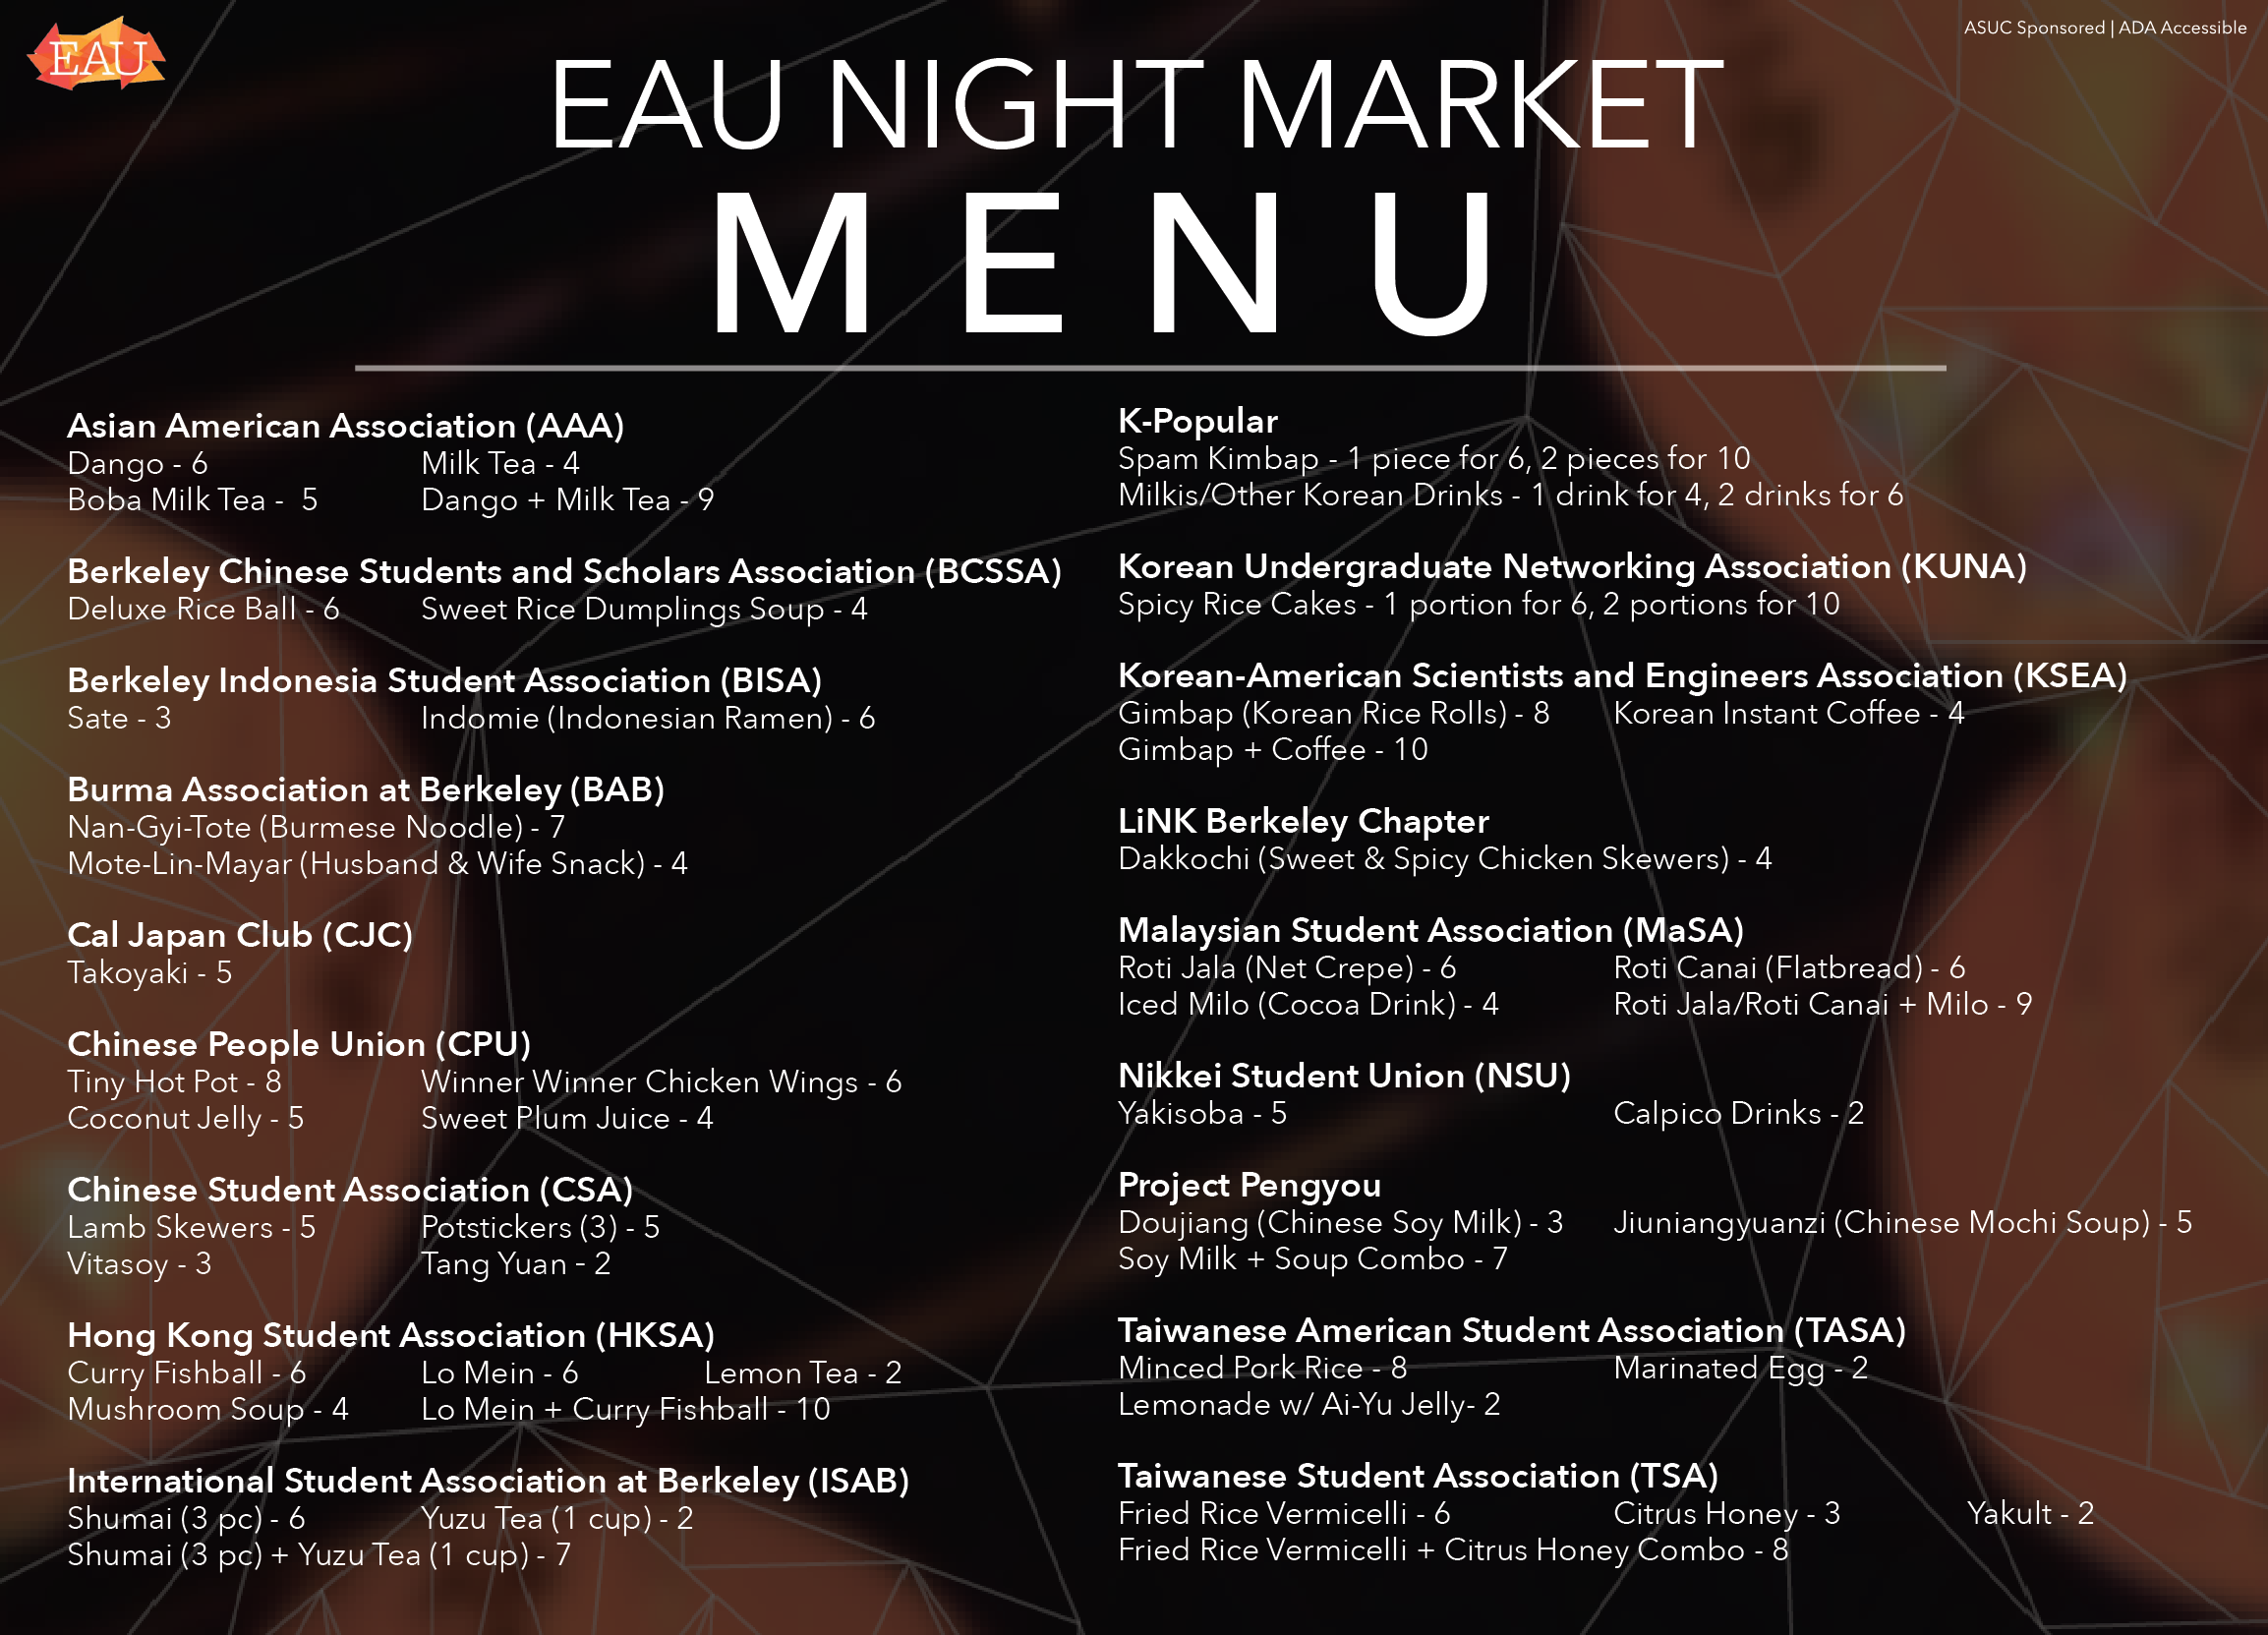 EAU
ASUC Sponsored | ADA Accessible
EAU NIGHT MARKET
MENU
Asian American Association (AAA)
Dango - 6 Milk Tea - 4
Boba Milk Tea - 5 Dango + Milk Tea - 9
Berkeley Chinese Students and Scholars Association (BCSSA)
Deluxe Rice Ball - 6 Sweet Rice Dumplings Soup - 4
Berkeley Indonesia Student Association (BISA)
Sate - 3 Indomie (Indonesian Ramen) - 6
Burma Association at Berkeley (BAB)
Nan-Gyi-Tote (Burmese Noodle) - 7
Mote-Lin-Mayar (Husband & Wife Snack) - 4
Cal Japan Club (CJC)
Takoyaki - 5
Chinese People Union (CPU)
Tiny Hot Pot - 8 Winner Winner Chicken Wings - 6
Coconut Jelly - 5 Sweet Plum Juice - 4
Chinese Student Association (CSA)
Lamb Skewers - 5 Potstickers (3) - 5
Vitasoy - 3 Tang Yuan - 2
Hong Kong Student Association (HKSA)
Curry Fishball - 6 Lo Mein - 6 Lemon Tea - 2
Mushroom Soup - 4 Lo Mein + Curry Fishball - 10
International Student Association at Berkeley (ISAB)
Shumai (3 pc) - 6 Yuzu Tea (1 cup) - 2
Shumai (3 pc) + Yuzu Tea (1 cup) - 7
K-Popular
Spam Kimbap - 1 piece for 6, 2 pieces for 10
Milkis/Other Korean Drinks - 1 drink for 4, 2 drinks for 6
Korean Undergraduate Networking Association (KUNA)
Spicy Rice Cakes - 1 portion for 6, 2 portions for 10
Korean-American Scientists and Engineers Association (KSEA)
Gimbap (Korean Rice Rolls) - 8 Korean Instant Coffee - 4
Gimbap + Coffee - 10
LiNK Berkeley Chapter
Dakkochi (Sweet & Spicy Chicken Skewers) - 4
Malaysian Student Association (MaSA)
Roti Jala (Net Crepe) - 6 Roti Canai (Flatbread) - 6
Iced Milo (Cocoa Drink) - 4 Roti Jala/Roti Canai + Milo - 9
Nikkei Student Union (NSU)
Yakisoba - 5 Calpico Drinks - 2
Project Pengyou
Doujiang (Chinese Soy Milk) - 3 Jiuniangyuanzi (Chinese Mochi Soup) - 5
Soy Milk + Soup Combo - 7
Taiwanese American Student Association (TASA)
Minced Pork Rice - 8 Marinated Egg - 2
Lemonade w/ Ai-Yu Jelly- 2
Taiwanese Student Association (TSA)
Fried Rice Vermicelli - 6 Citrus Honey - 3 Yakult - 2
Fried Rice Vermicelli + Citrus Honey Combo - 8